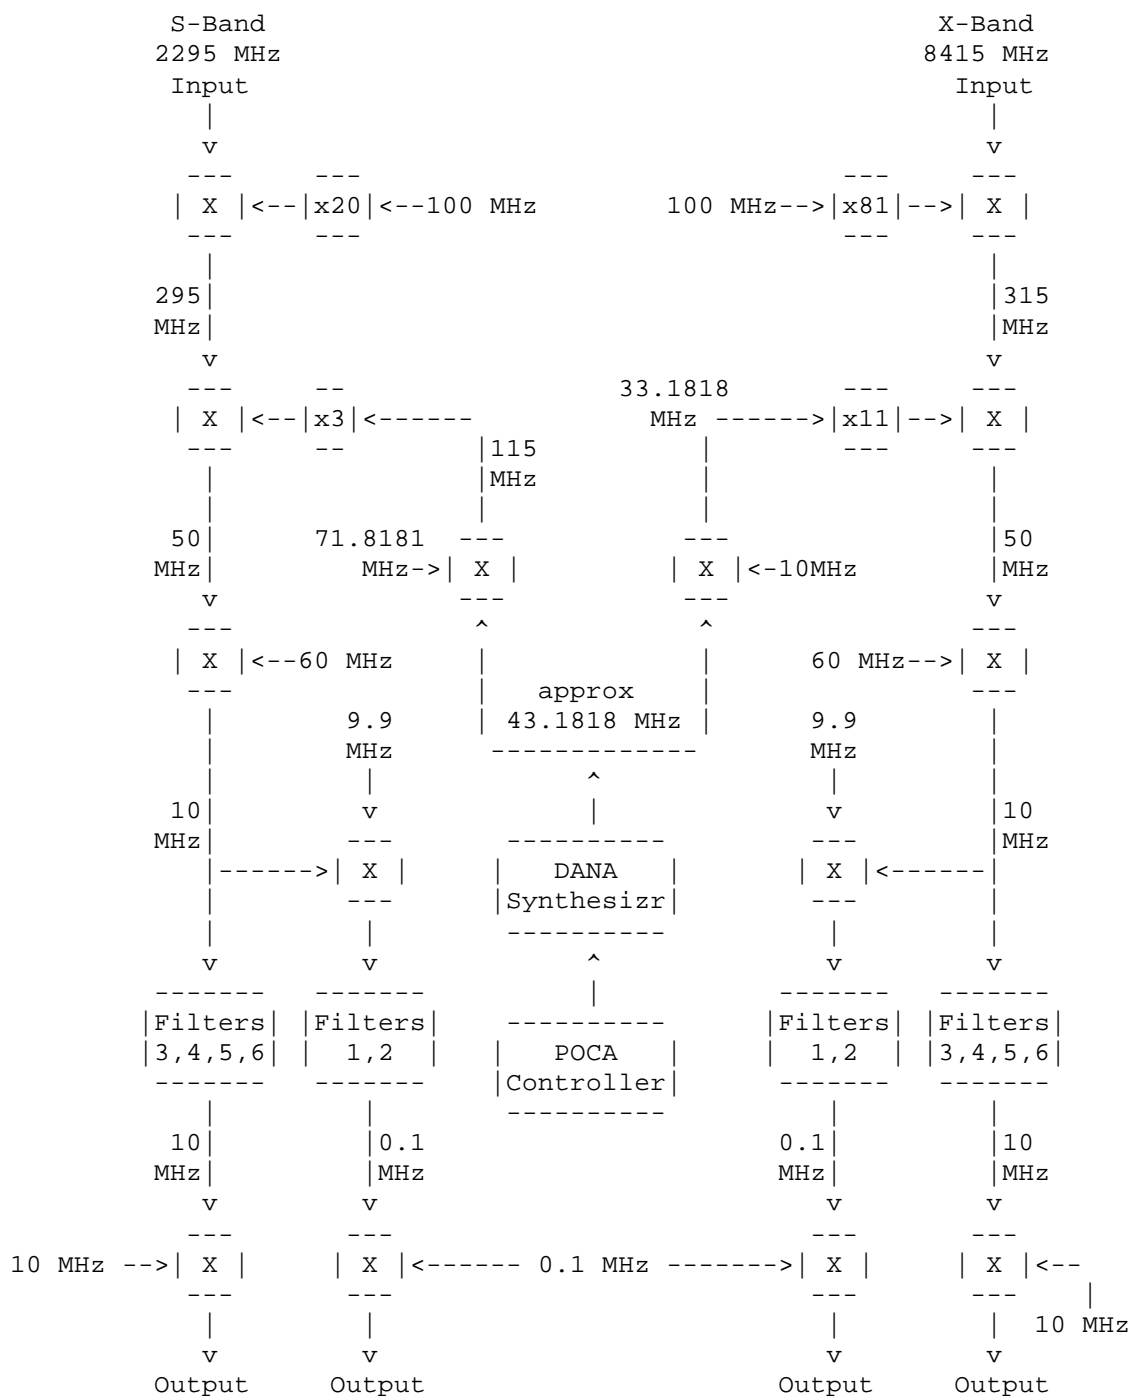 S-Band                                         X-Band
2295 MHz                                       8415 MHz
Input                                          Input
|                                              |
v                                              v
---       ---                                ---       ---
| X |<--|x20|<--100 MHz        100 MHz-->|x81|-->| X |
---       ---                                ---       ---
|                                              |
295|                                           |315
MHz|                                           |MHz
v                                              v
---       --            33.1818            ---       ---
| X |<--|x3|<------       MHz ------>|x11|-->| X |
---       --      |115        |            ---       ---
|                 |MHz        |                |
|                 |           |                |
50|      71.8181  ---         ---              |50
MHz|       MHz->| X |       | X |<-10MHz       |MHz
v                ---         ---               v
---               ^           ^                ---
| X |<--60 MHz    |           |      60 MHz-->| X |
---               |  approx   |                ---
|        9.9      | 43.1818 MHz |     9.9      |
|        MHz       -------------      MHz      |
|         |              ^             |       |
10|       v              |             v       |10
MHz|     ---         ----------       ---      |MHz
|------>| X |       |   DANA   |     | X |<------|
|        ---        |Synthesizr|      ---      |
|         |          ----------        |       |
v         v              ^             v       v
-------   -------        |         -------   -------
|Filters| |Filters|  ----------   |Filters| |Filters|
|3,4,5,6| |  1,2  | |   POCA   |  |  1,2  | |3,4,5,6|
-------   -------   |Controller|   -------   -------
|         |          ----------        |       |
10|       |0.1                      0.1|       |10
MHz|      |MHz                      MHz|       |MHz
v         v                            v       v
---       ---                         ---     ---
10 MHz -->| X |     | X |<------ 0.1 MHz ------->| X |     | X |<--
---       ---                         ---     ---    |
|         |                            |       |  10 MHz
v         v                            v       v
Output    Output                       Output  Output